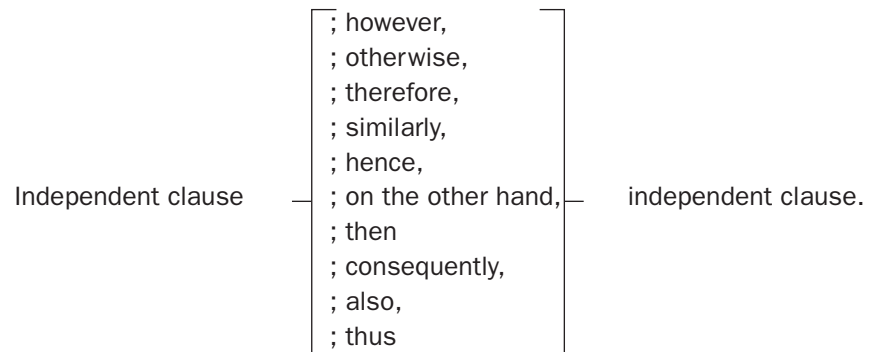 ; however,
; otherwise,
; therefore,
; similarly,
; hence,
Independent clause ; on the other hand, independent clause.
; then
; consequently,
; also,
; thus